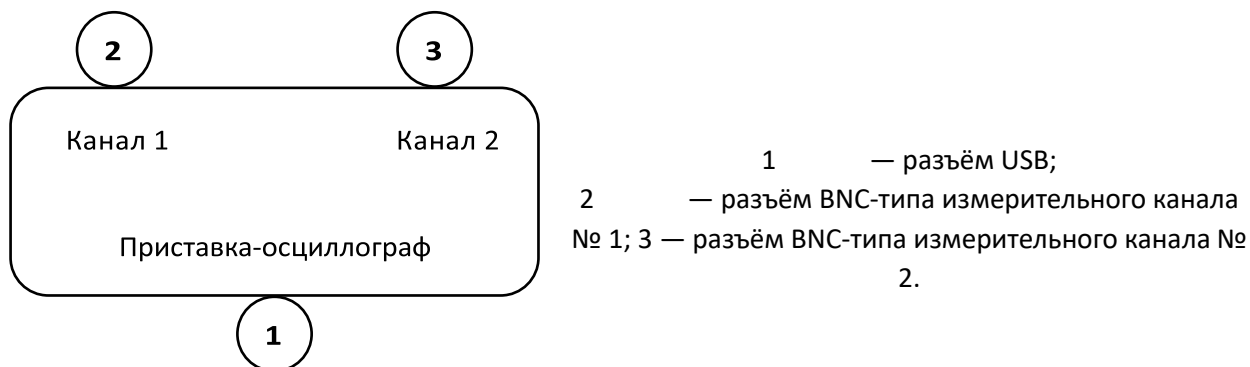 2
3
Канал 1
Канал 2
Приставка-осциллограф
1
1 — разъём USB;
2 — разъём BNC-типа измерительного канала
№ 1; 3 — разъём BNC-типа измерительного канала №
2.